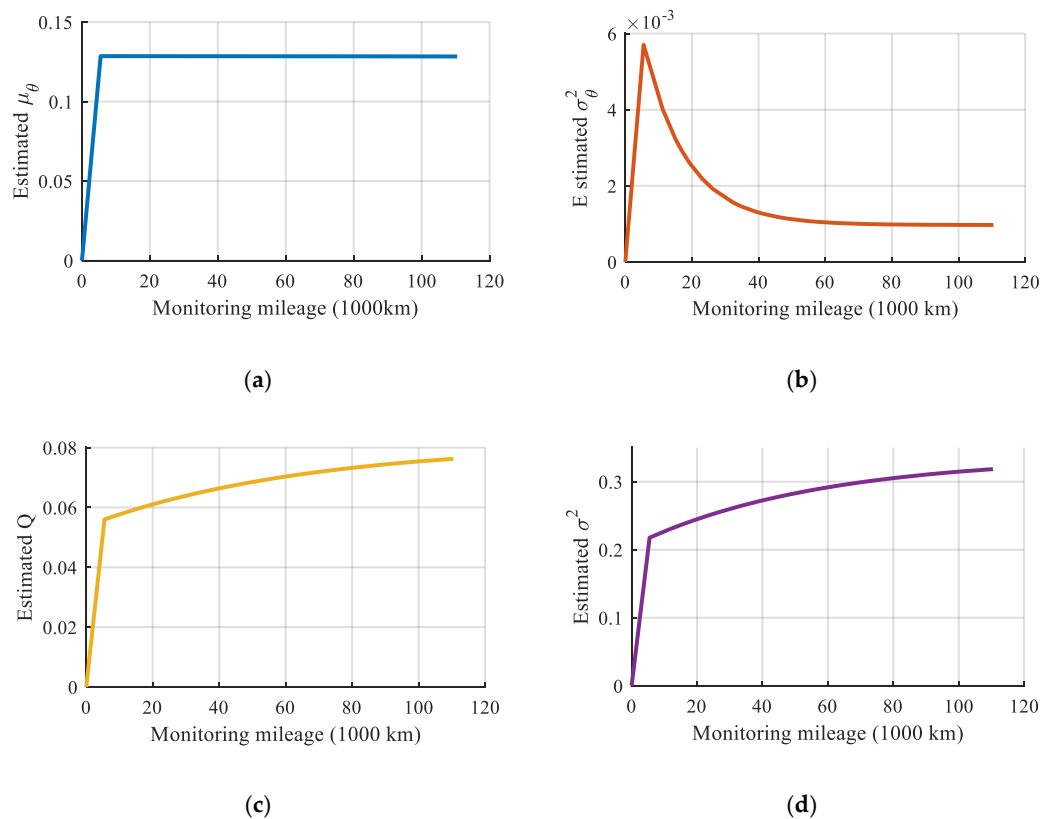 0.15
0.1
0.05
0
Estimated μ_θ
0 20 40 60 80 100 120
Monitoring mileage (1000km)
(a)
×10⁻³
6
4
2
0
E stimated σ²_θ
0 20 40 60 80 100 120
Monitoring mileage (1000 km)
(b)
0.08
0.06
0.04
0.02
0
Estimated Q
0 20 40 60 80 100 120
Monitoring mileage (1000 km)
(c)
0.3
0.2
0.1
0
Estimated σ²
0 20 40 60 80 100 120
Monitoring mileage (1000 km)
(d)